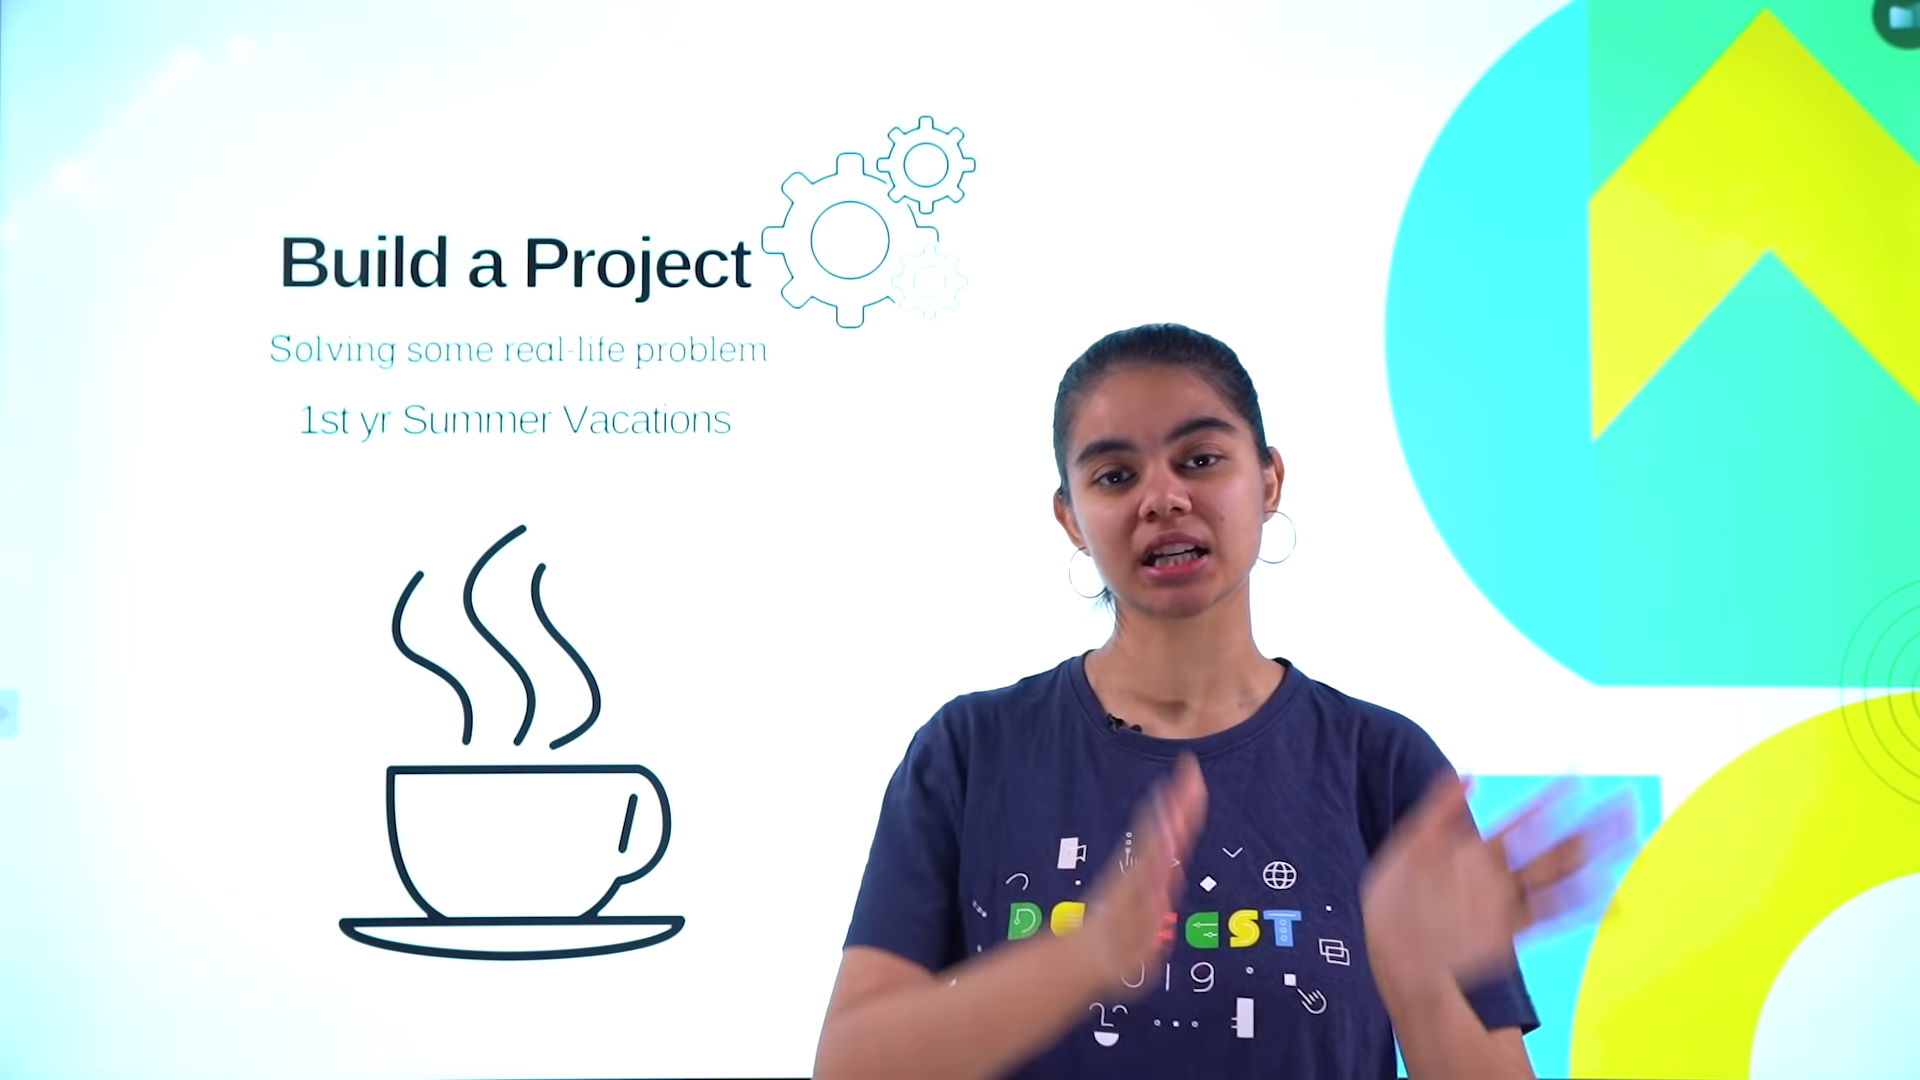 Build a Project
Solving some real-life problem
1st yr Summer Vacations